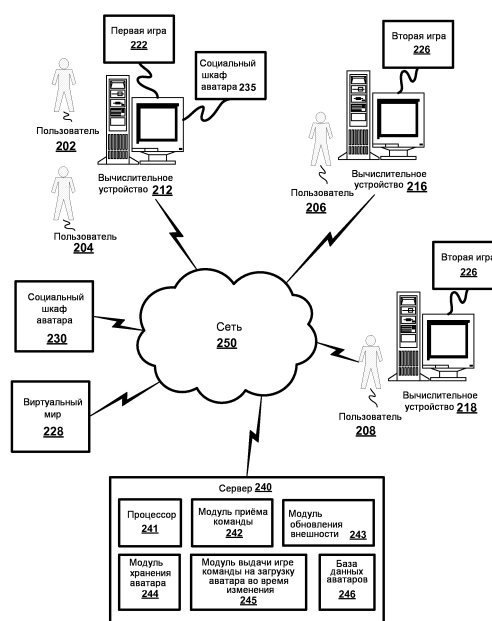 Первая игра
222
Социальный
шкаф
аватара 235
Вторая игра
226
Пользователь
202
Вычислительное
устройство 212
Пользователь
204
Пользователь
206
Вычислительное
устройство 216
Вторая игра
226
Социальный
шкаф
аватара
230
Сеть
250
Виртуальный
мир
228
Пользователь
208
Вычислительное
устройство 218
Сервер 240
Процессор
241
Модуль приёма
команды
242
Модуль
обновления
внешности 243
Модуль
хранения
аватара
244
Модуль выдачи игре
команды на загрузку
аватара во время
изменения
245
База
данных
аватаров
246